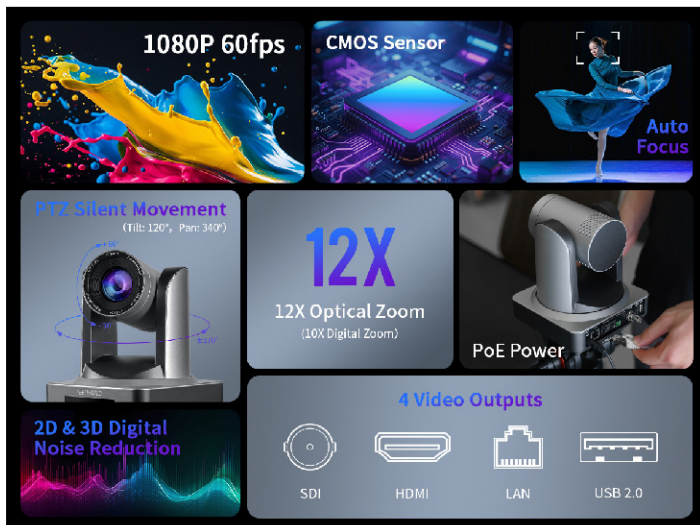 1080P 60fps
CMOS Sensor
Auto
Focus
PTZ Silent Movement
(Tilt: 120°, Pan: 340°)
±170°
12X
12X Optical Zoom
(10X Digital Zoom)
PoE Power
2D & 3D Digital
Noise Reduction
4 Video Outputs
SDI
HDMI
LAN
USB 2.0